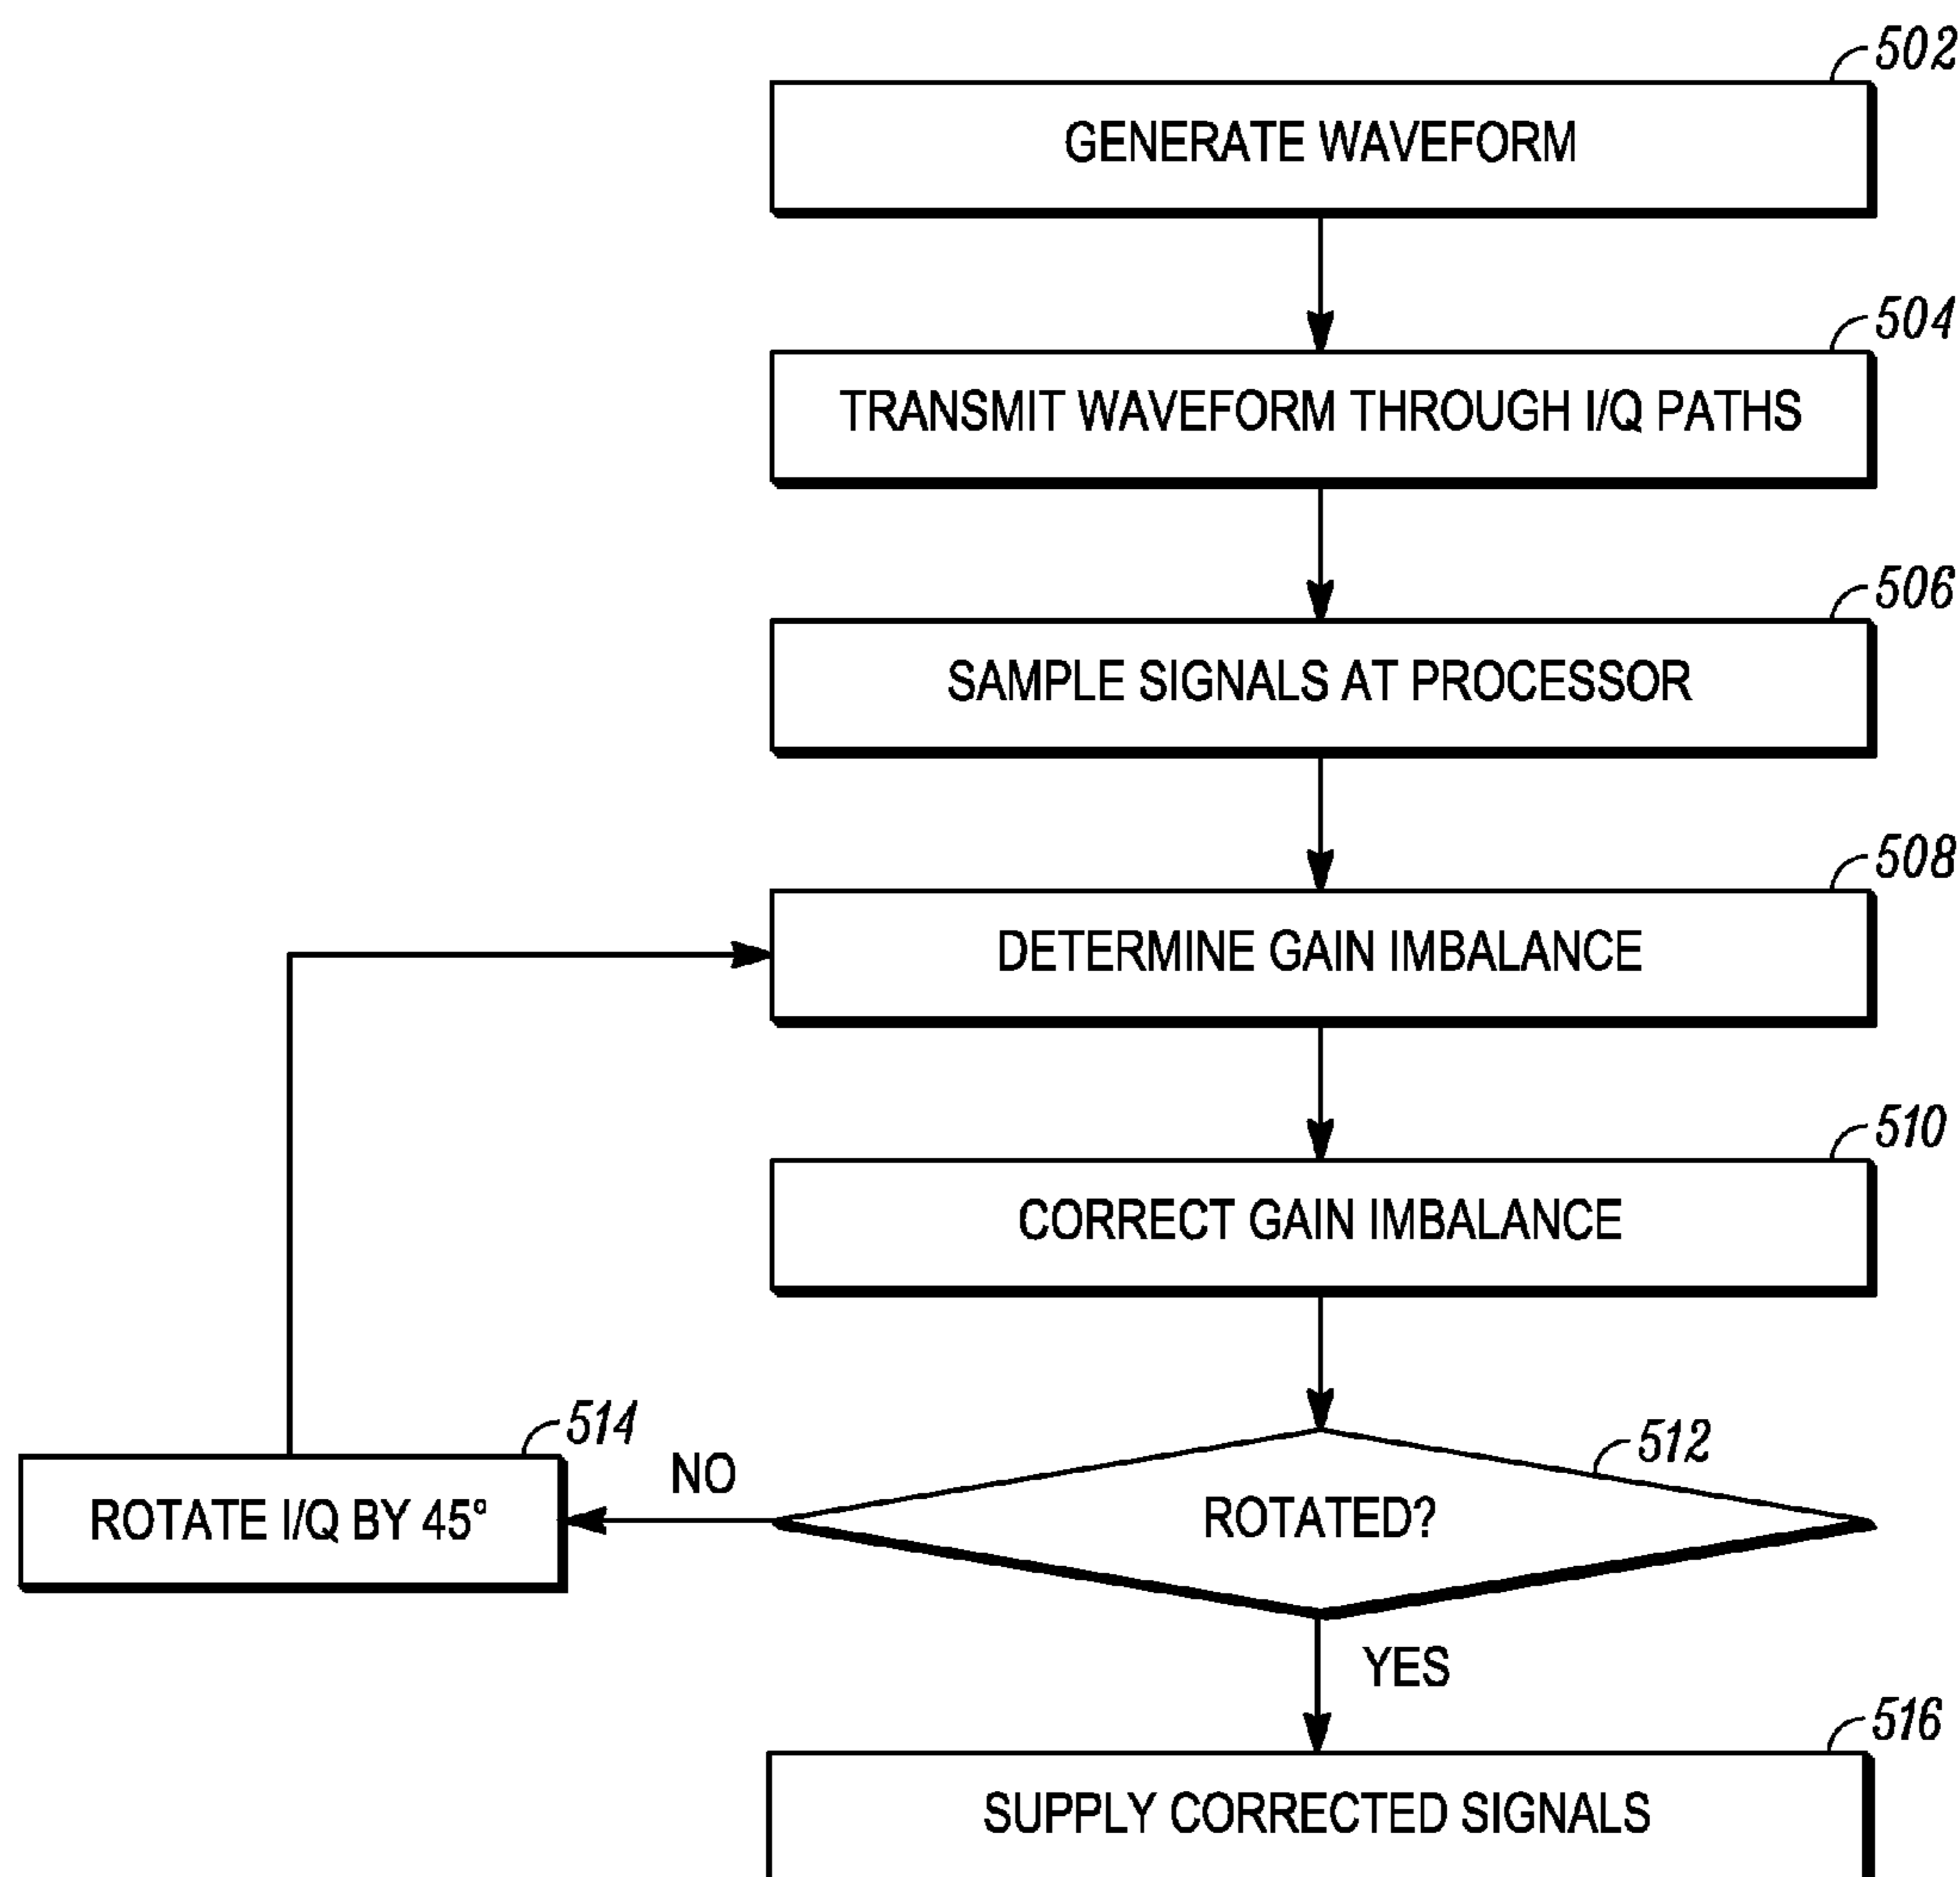 502
GENERATE WAVEFORM
504
TRANSMIT WAVEFORM THROUGH I/Q PATHS
506
SAMPLE SIGNALS AT PROCESSOR
508
DETERMINE GAIN IMBALANCE
510
CORRECT GAIN IMBALANCE
514
ROTATE I/Q BY 45º
NO
512
ROTATED?
YES
516
SUPPLY CORRECTED SIGNALS